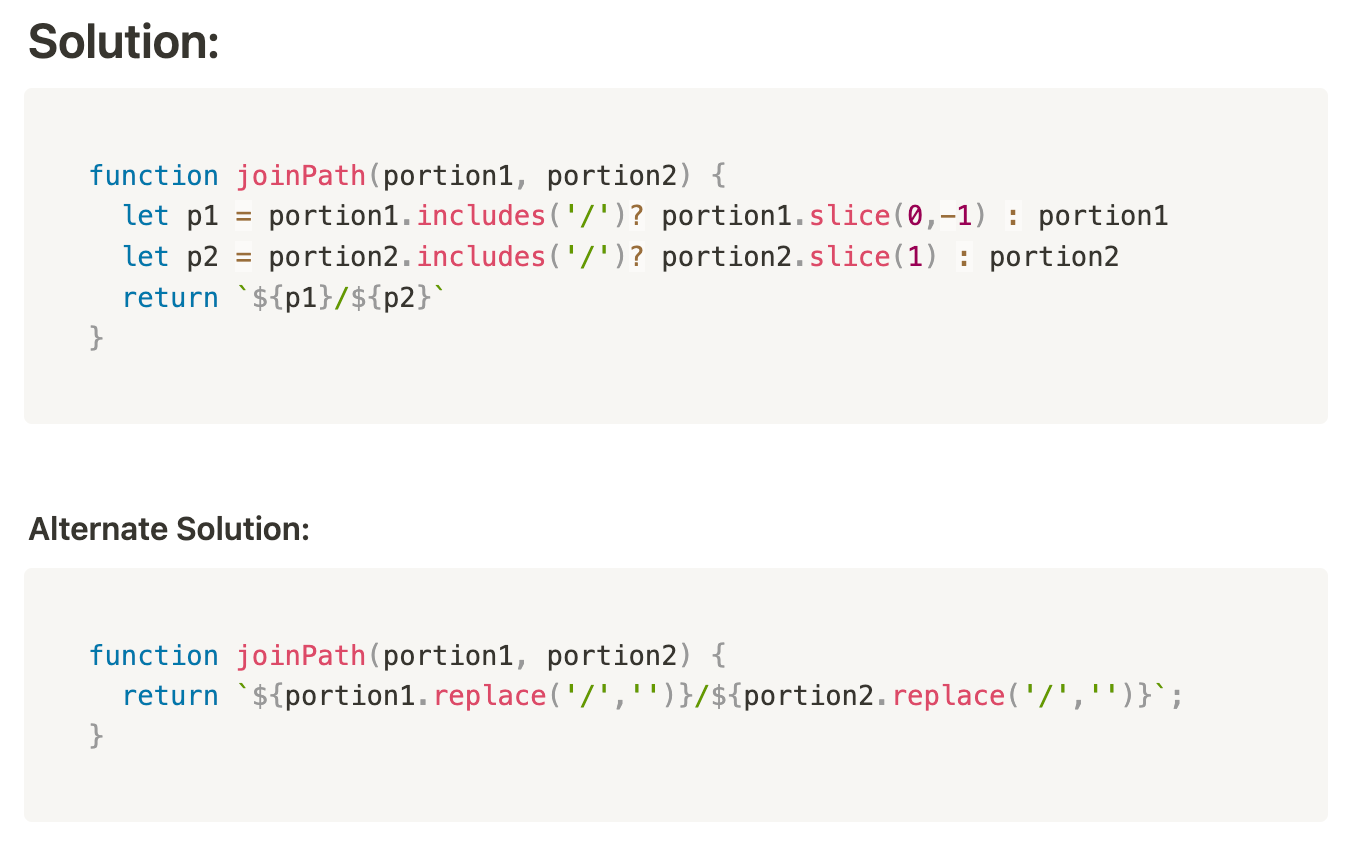 Solution:
function joinPath(portion1, portion2) {
  let p1 = portion1.includes('/')? portion1.slice(0,-1) : portion1
  let p2 = portion2.includes('/')? portion2.slice(1) : portion2
  return `${p1}/${p2}`
}
Alternate Solution:
function joinPath(portion1, portion2) {
  return `${portion1.replace('/','')}/${portion2.replace('/','')}`;
}